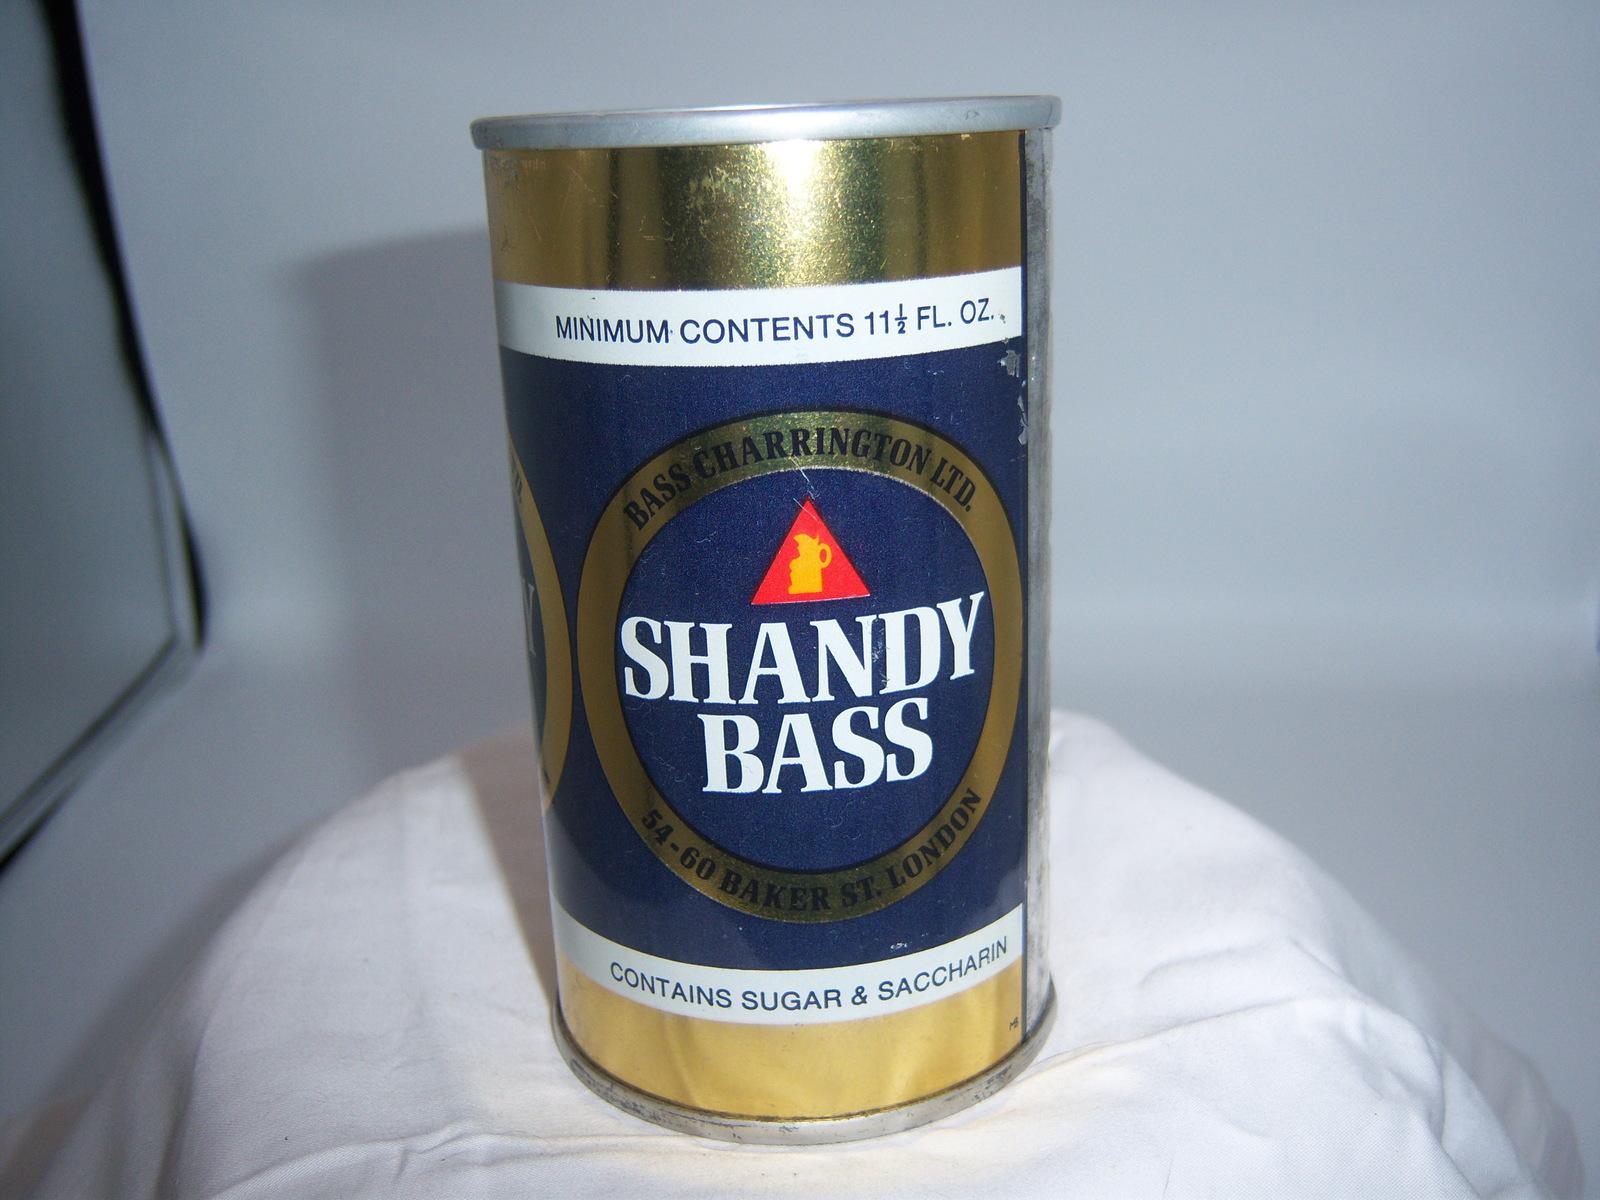 MINIMUM CONTENTS 11½ FL. OZ.
BASS CHARRINGTON LTD.
SHANDY
BASS
54-60 BAKER ST. LONDON
CONTAINS SUGAR & SACCHARIN
MB